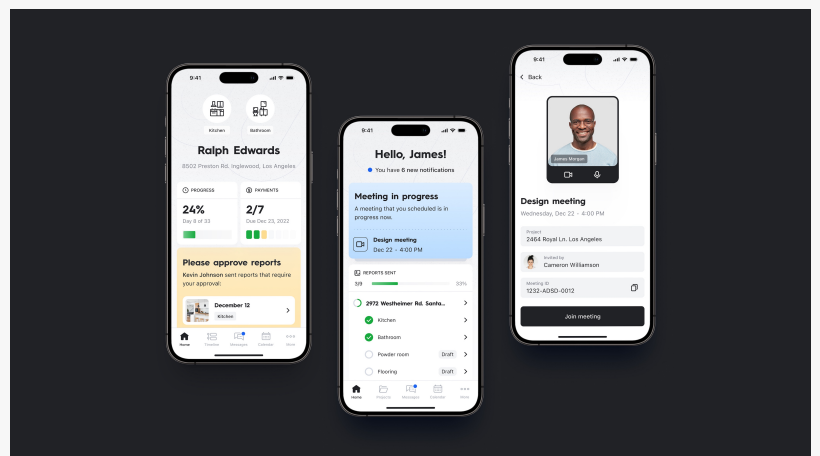 9:41
Kitchen
Bathroom
Ralph Edwards
8502 Preston Rd. Inglewood, Los Angeles
PROGRESS
24%
Day 8 of 33
PAYMENTS
2/7
Due Dec 23, 2022
Please approve reports
Kevin Johnson sent reports that require
your approval:
December 12
Kitchen
Home
Timeline
Messages
Calendar
More
9:41
Hello, James!
You have 6 new notifications
Meeting in progress
A meeting that you scheduled is in
progress now.
Design meeting
Dec 22 - 4:00 PM
REPORTS SENT
3/9
33%
2972 Westheimer Rd. Santa...
Kitchen
Bathroom
Powder room
Draft
Flooring
Draft
Home
Projects
Messages
Calendar
More
9:41
Back
James Morgan
Design meeting
Wednesday, Dec 22 - 4:00 PM
Project
2464 Royal Ln. Los Angeles
Invited by
Cameron Williamson
Meeting ID
1232-ADSD-0012
Join meeting